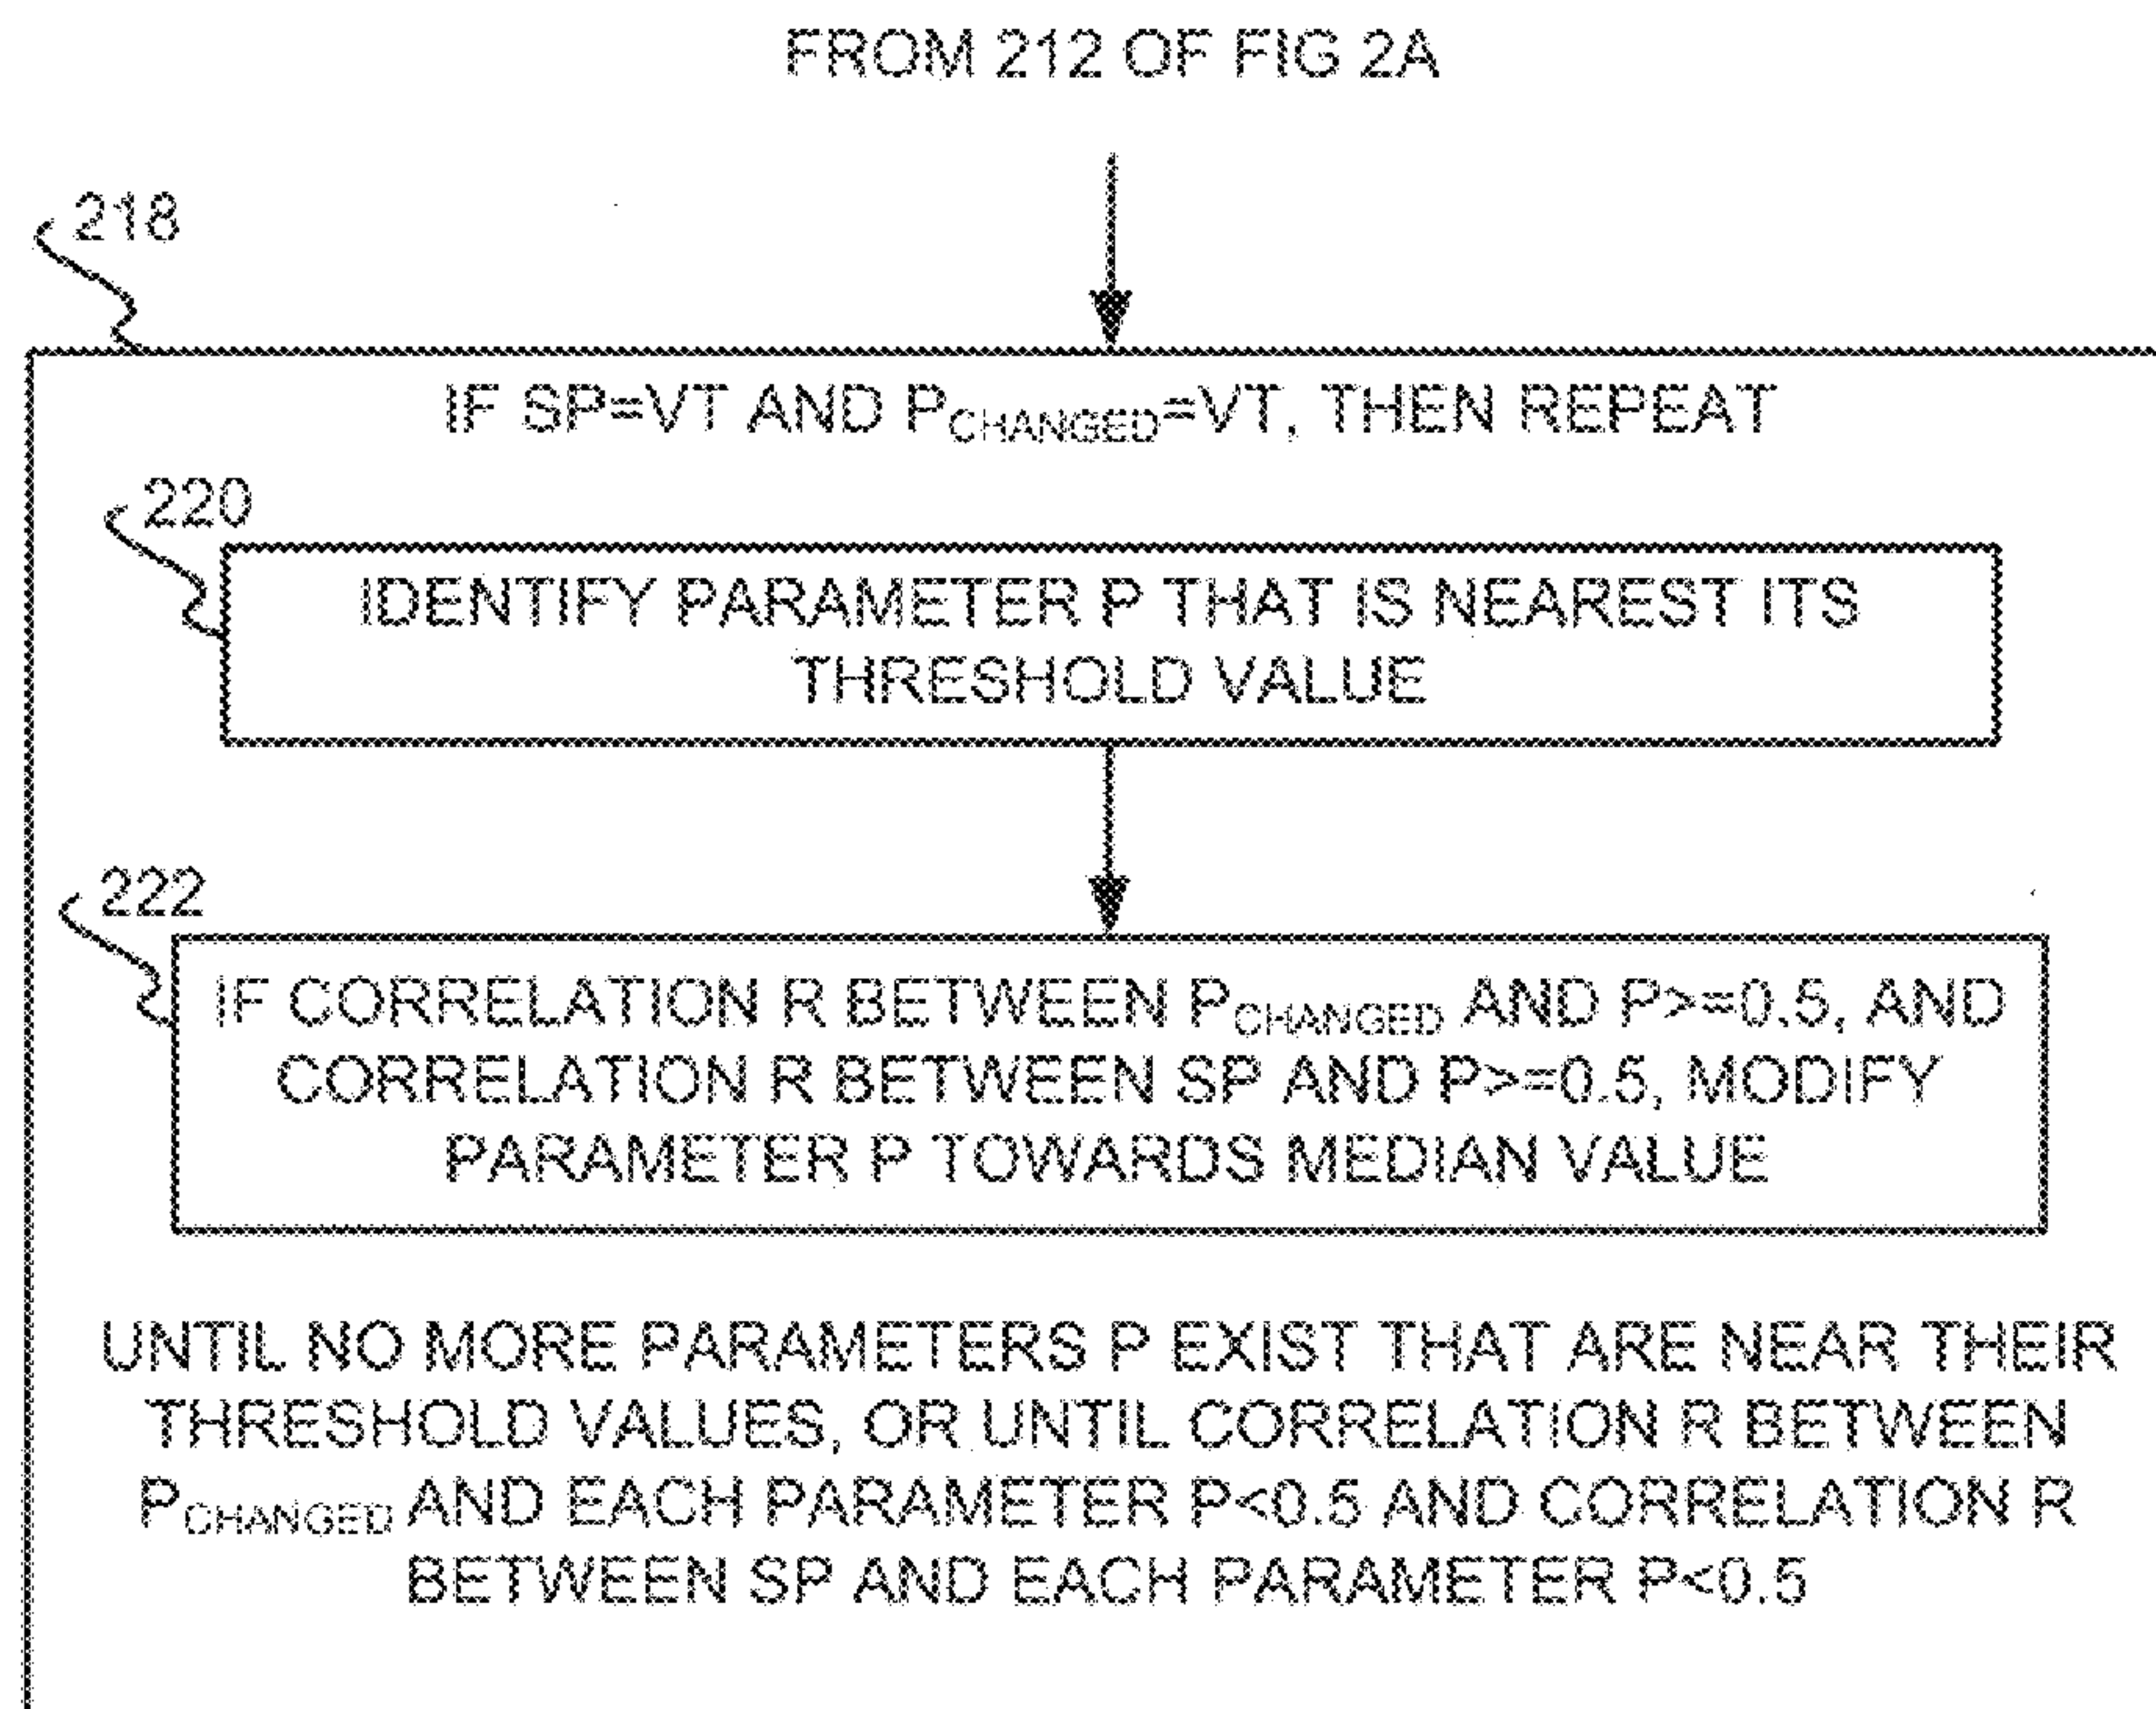 FROM 212 OF FIG 2A
218
IF SP=VT AND PCHANGED=VT, THEN REPEAT
220
IDENTIFY PARAMETER P THAT IS NEAREST ITS
THRESHOLD VALUE
222
IF CORRELATION R BETWEEN PCHANGED AND P>=0.5, AND
CORRELATION R BETWEEN SP AND P>=0.5, MODIFY
PARAMETER P TOWARDS MEDIAN VALUE
UNTIL NO MORE PARAMETERS P EXIST THAT ARE NEAR THEIR
THRESHOLD VALUES, OR UNTIL CORRELATION R BETWEEN
PCHANGED AND EACH PARAMETER P<0.5 AND CORRELATION R
BETWEEN SP AND EACH PARAMETER P<0.5